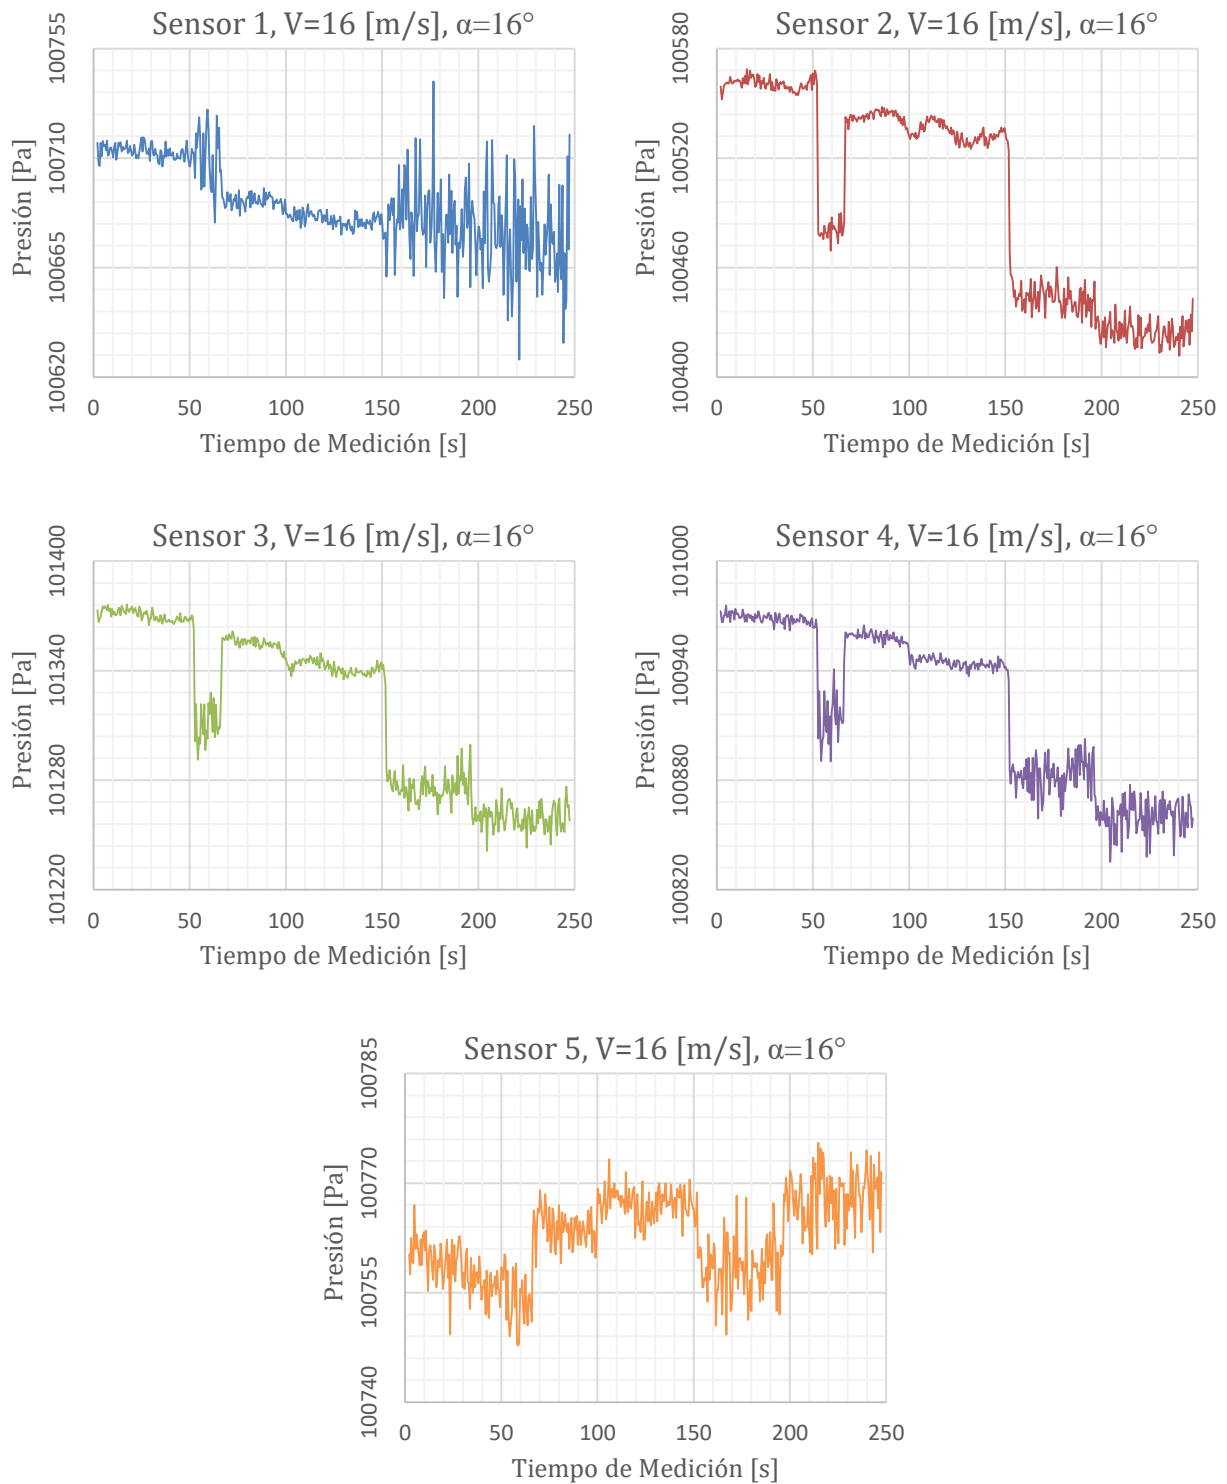 Sensor 1, V=16 [m/s], α=16°
Presión [Pa]
100755
100710
100665
100620
0 50 100 150 200 250
Tiempo de Medición [s]
Sensor 2, V=16 [m/s], α=16°
Presión [Pa]
100580
100520
100460
100400
0 50 100 150 200 250
Tiempo de Medición [s]
Sensor 3, V=16 [m/s], α=16°
Presión [Pa]
101400
101340
101280
101220
0 50 100 150 200 250
Tiempo de Medición [s]
Sensor 4, V=16 [m/s], α=16°
Presión [Pa]
101000
100940
100880
100820
0 50 100 150 200 250
Tiempo de Medición [s]
Sensor 5, V=16 [m/s], α=16°
Presión [Pa]
100785
100770
100755
100740
0 50 100 150 200 250
Tiempo de Medición [s]